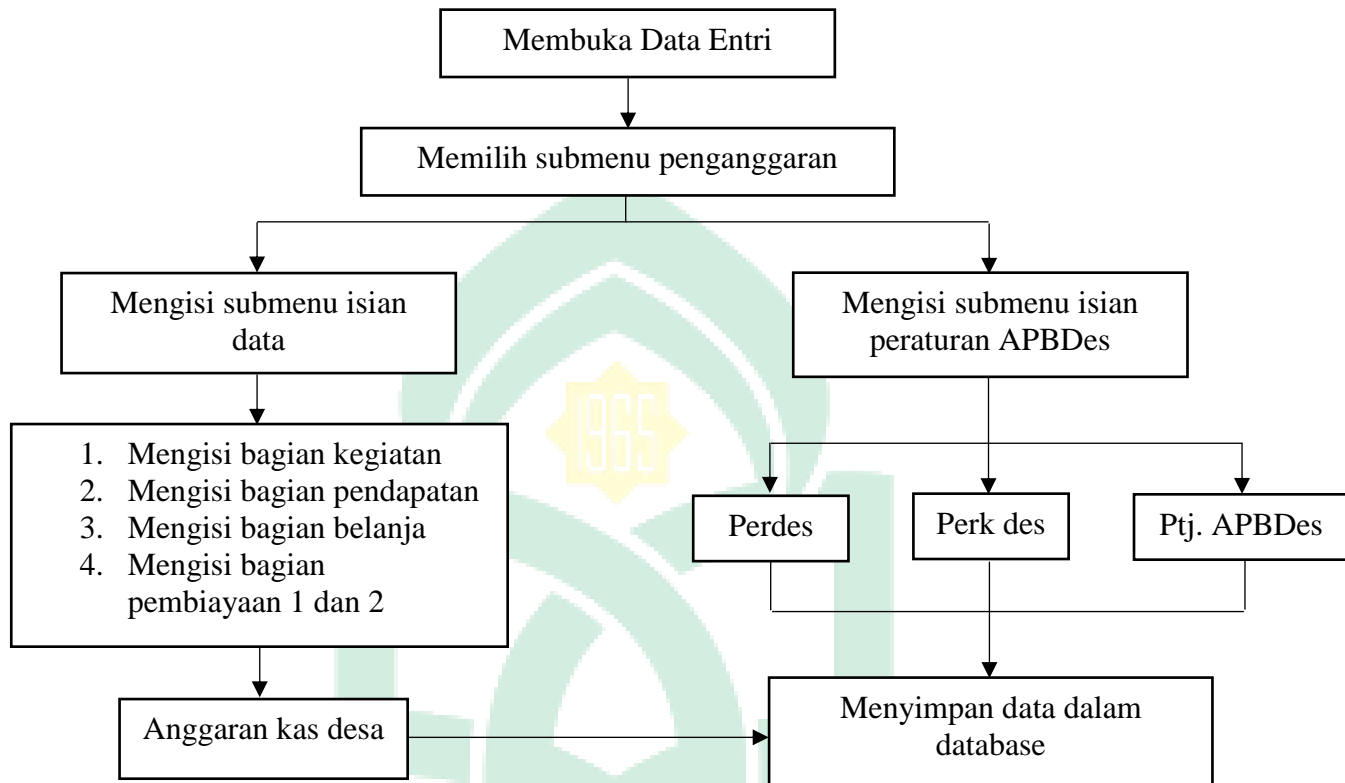 Membuka Data Entri
Memilih submenu penganggaran
Mengisi submenu isian
data
Mengisi submenu isian
peraturan APBDes
1. Mengisi bagian kegiatan
2. Mengisi bagian pendapatan
3. Mengisi bagian belanja
4. Mengisi bagian
pembiayaan 1 dan 2
1965
Perdes
Perk des
Ptj. APBDes
Anggaran kas desa
Menyimpan data dalam
database